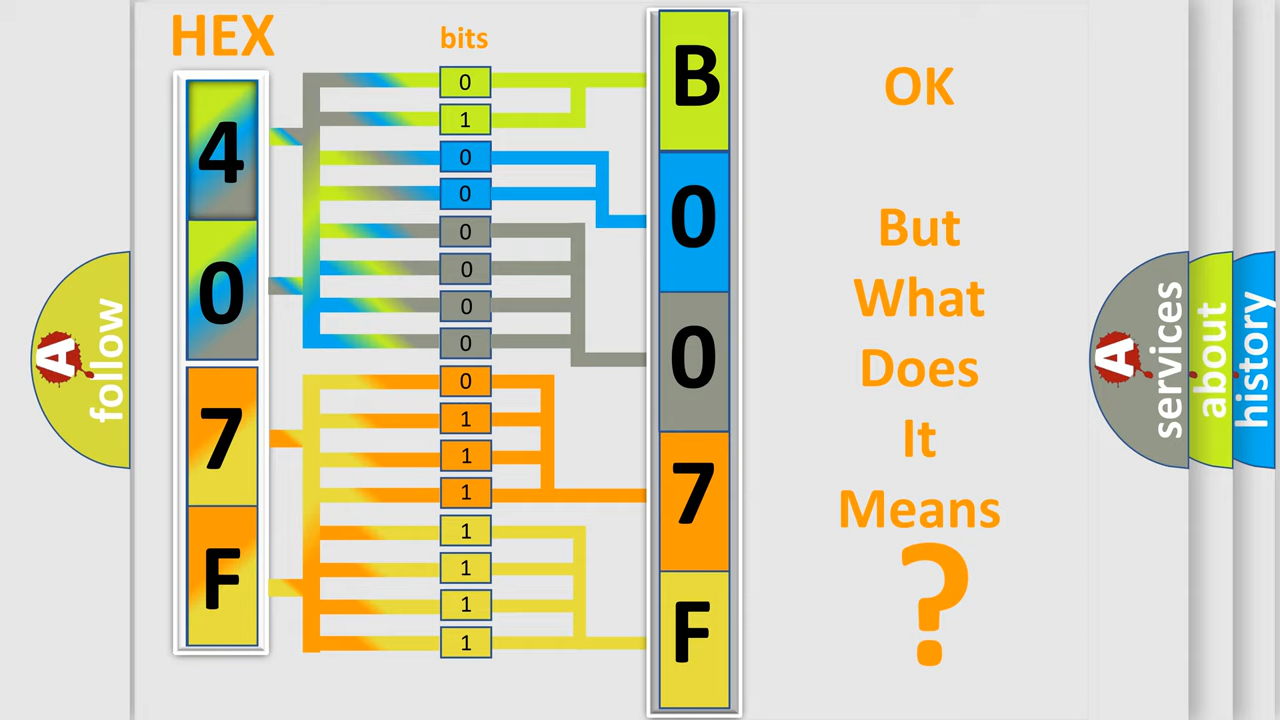 HEX
bits
4
0
7
F
0
1
0
0
0
0
0
0
0
1
1
1
1
1
1
1
B
0
0
7
F
OK
But
What
Does
It
Means
?
A
follow
A
services
about
history